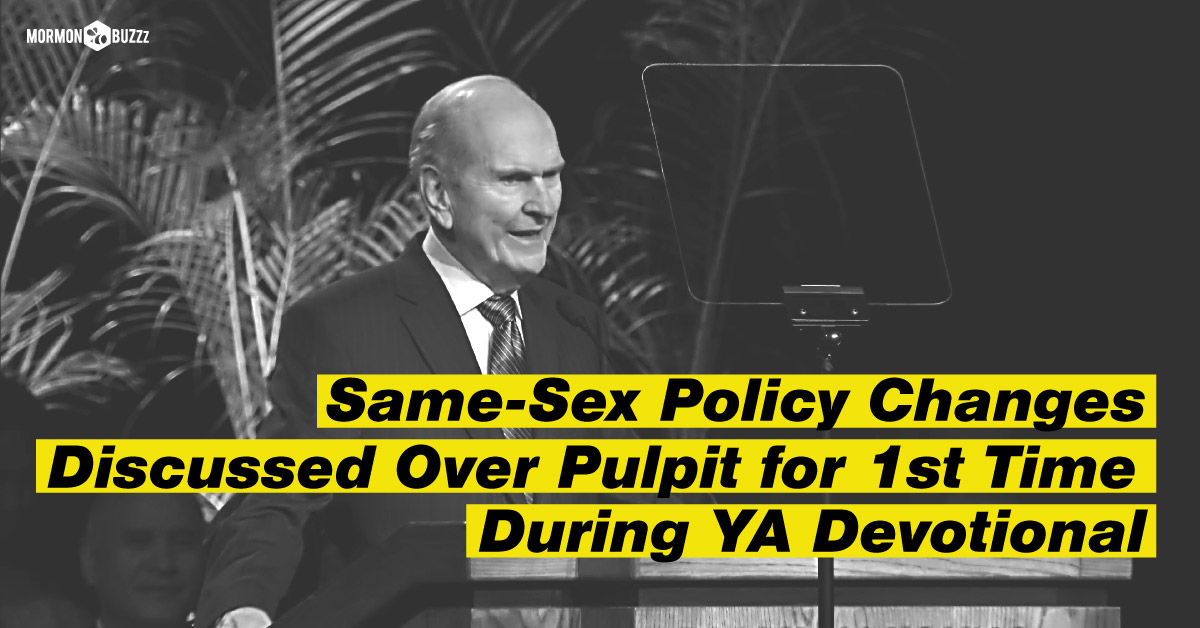 MORMON BUZZZ
Same-Sex Policy Changes
Discussed Over Pulpit for 1st Time
During YA Devotional